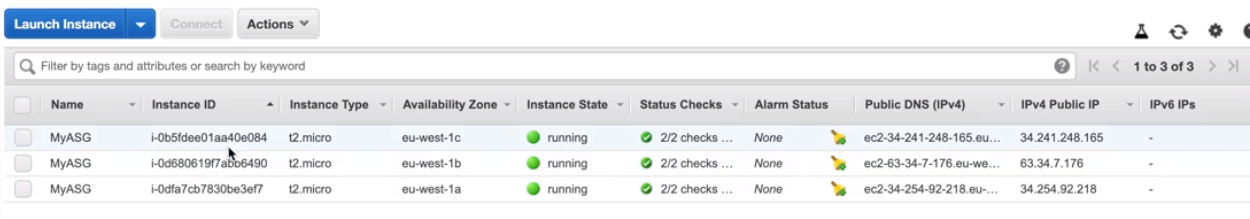 Launch Instance Connect Actions
Filter by tags and attributes or search by keyword 1 to 3 of 3
Name Instance ID Instance Type Availability Zone Instance State Status Checks Alarm Status Public DNS (IPv4) IPv4 Public IP IPv6 IPs
MyASG i-0b5fdee01aa40e084 t2.micro eu-west-1c running 2/2 checks ... None ec2-34-241-248-165.eu... 34.241.248.165 -
MyASG i-0d680619f7abb6490 t2.micro eu-west-1b running 2/2 checks ... None ec2-63-34-7-176.eu-we... 63.34.7.176 -
MyASG i-0dfa7cb7830be3ef7 t2.micro eu-west-1a running 2/2 checks ... None ec2-34-254-92-218.eu-... 34.254.92.218 -